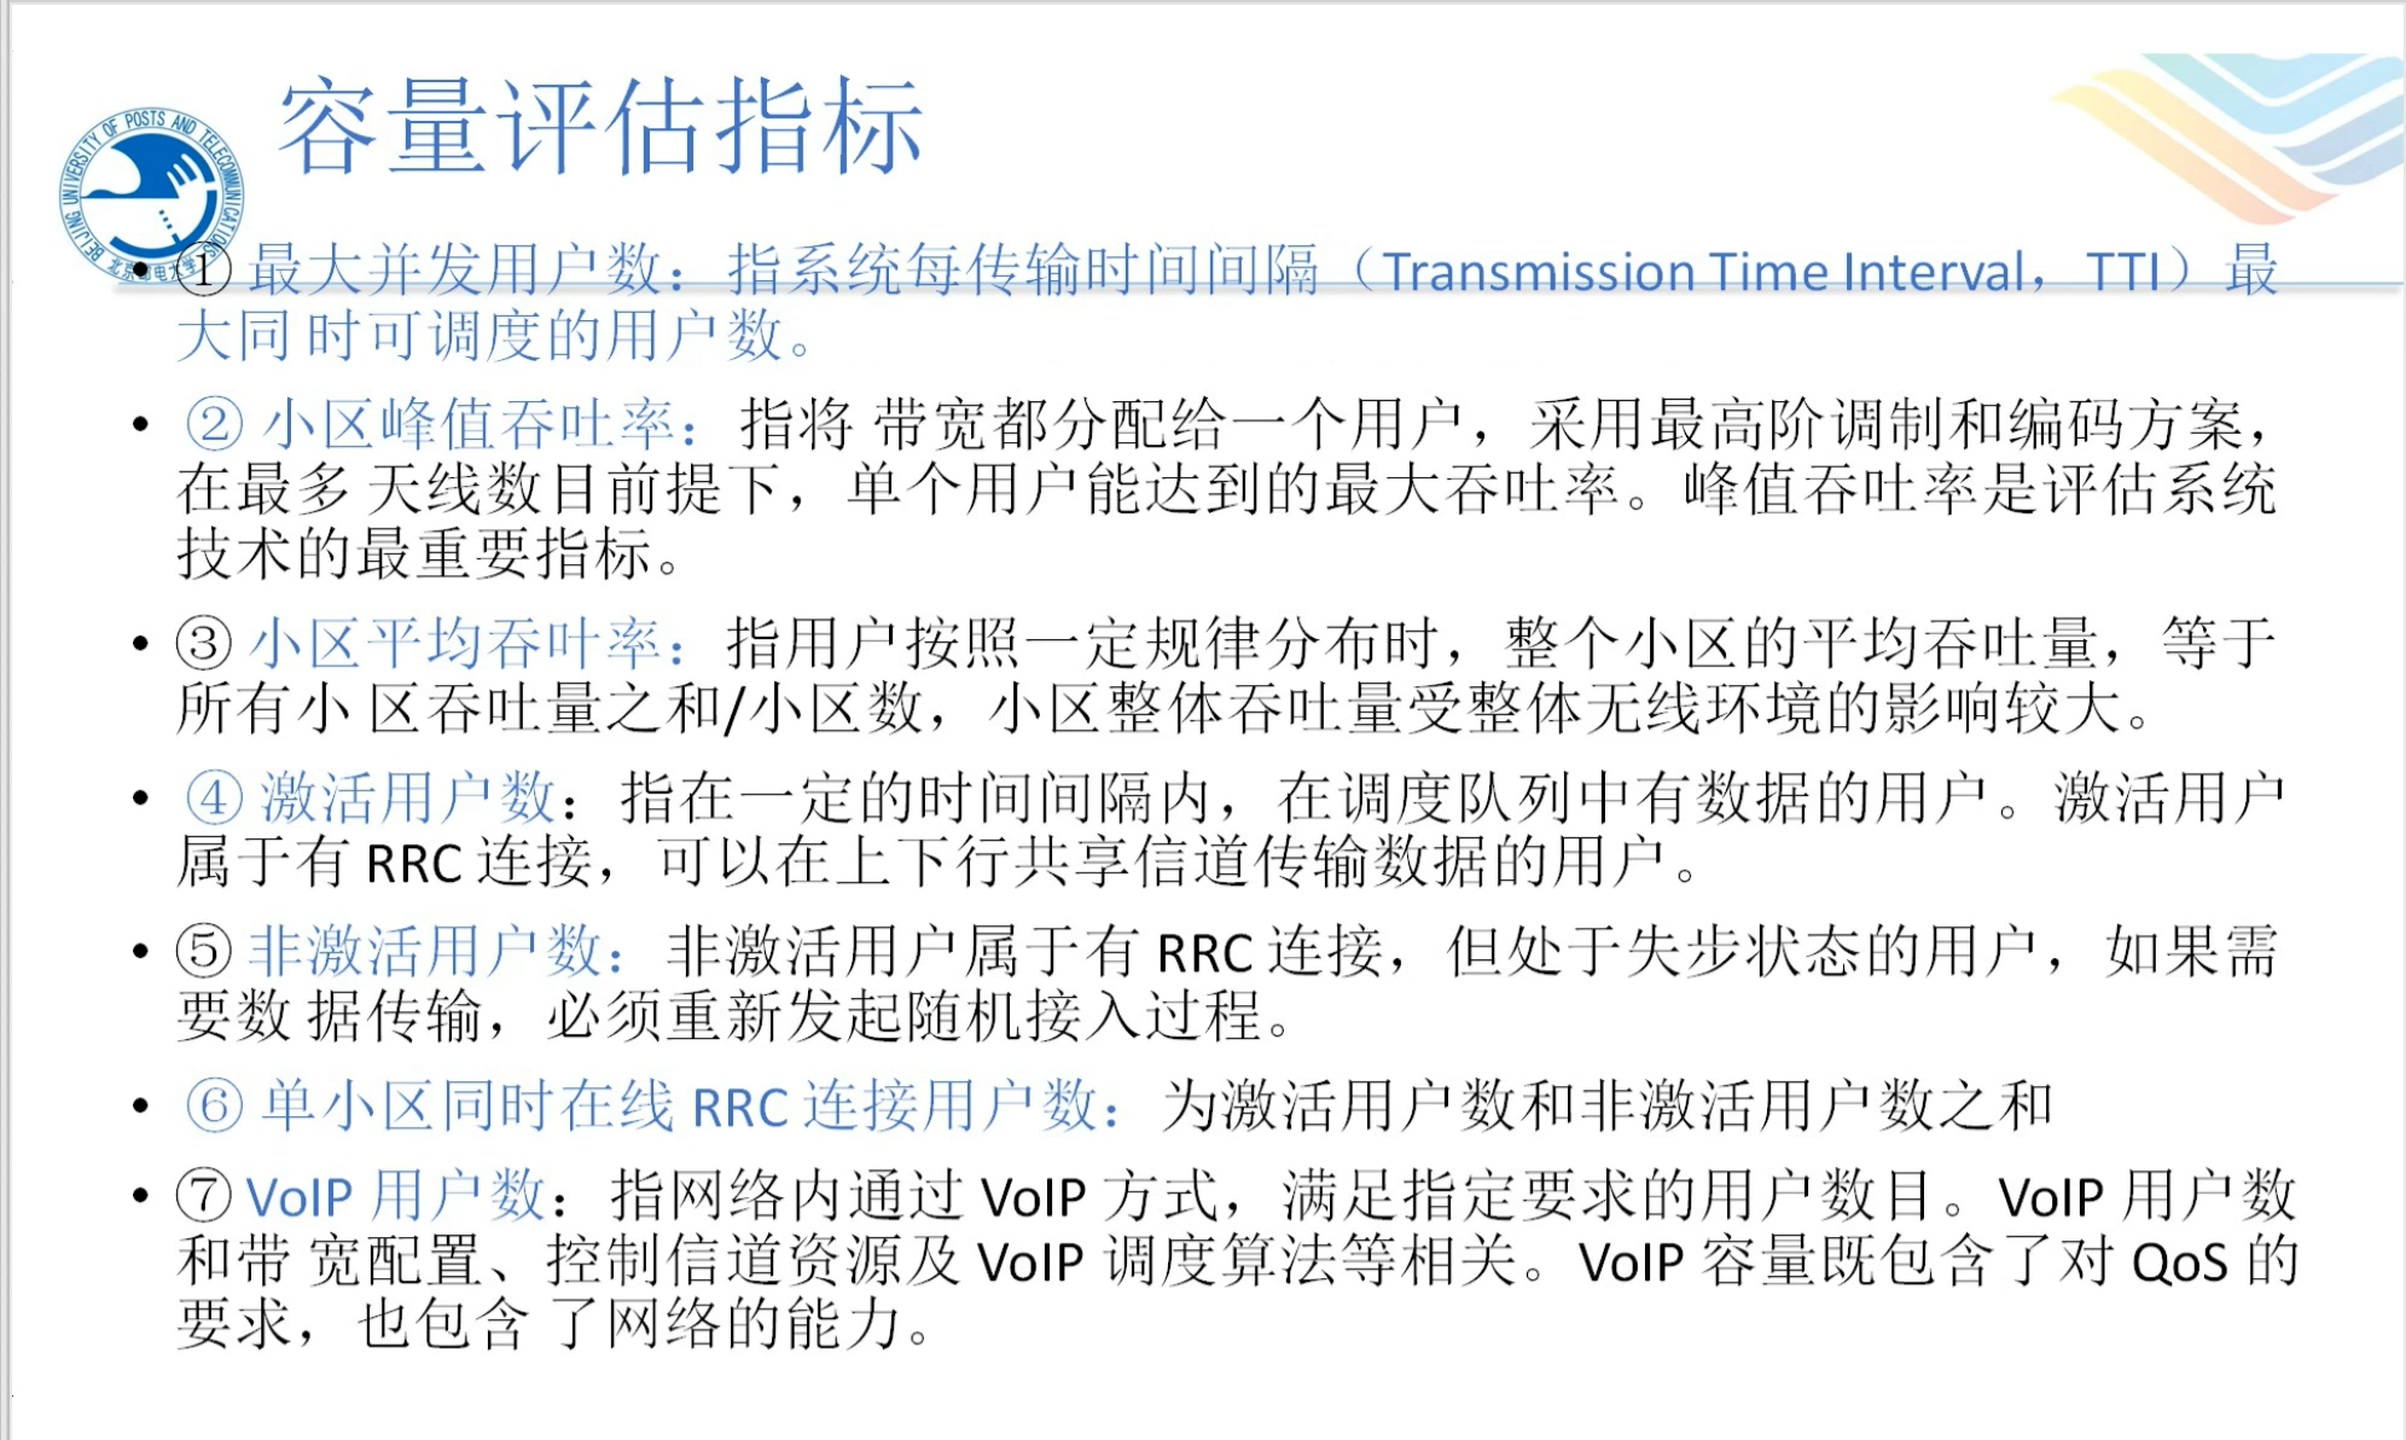 容量评估指标
BEIJING UNIVERSITY OF POSTS AND TELECOMMUNICATIONS
北京邮电大学
• ① 最大并发用户数：指系统每传输时间间隔（Transmission Time Interval，TTI）最
大同 时可调度的用户数。
• ② 小区峰值吞吐率：指将 带宽都分配给一个用户，采用最高阶调制和编码方案，
在最多 天线数目前提下，单个用户能达到的最大吞吐率。峰值吞吐率是评估系统
技术的最重要指标。
• ③ 小区平均吞叶率：指用户按照一定规律分布时，整个小区的平均吞吐量，等于
所有小 区吞吐量之和/小区数，小区整体吞吐量受整体无线环境的影响较大。
• ④ 激活用户数：指在一定的时间间隔内，在调度队列中有数据的用户。激活用户
属于有 RRC 连接，可以在上下行共享信道传输数据的用户。
• ⑤ 非激活用户数：非激活用户属于有 RRC 连接，但处于失步状态的用户，如果需
要数 据传输，必须重新发起随机接入过程。
• ⑥ 单小区同时在线 RRC 连接用户数：为激活用户数和非激活用户数之和
• ⑦ VoIP 用户数：指网络内通过 VoIP 方式，满足指定要求的用户数目。VoIP 用户数
和带 宽配置、控制信道资源及 VoIP 调度算法等相关。VoIP 容量既包含了对 QoS 的
要求，也包含 了网络的能力。